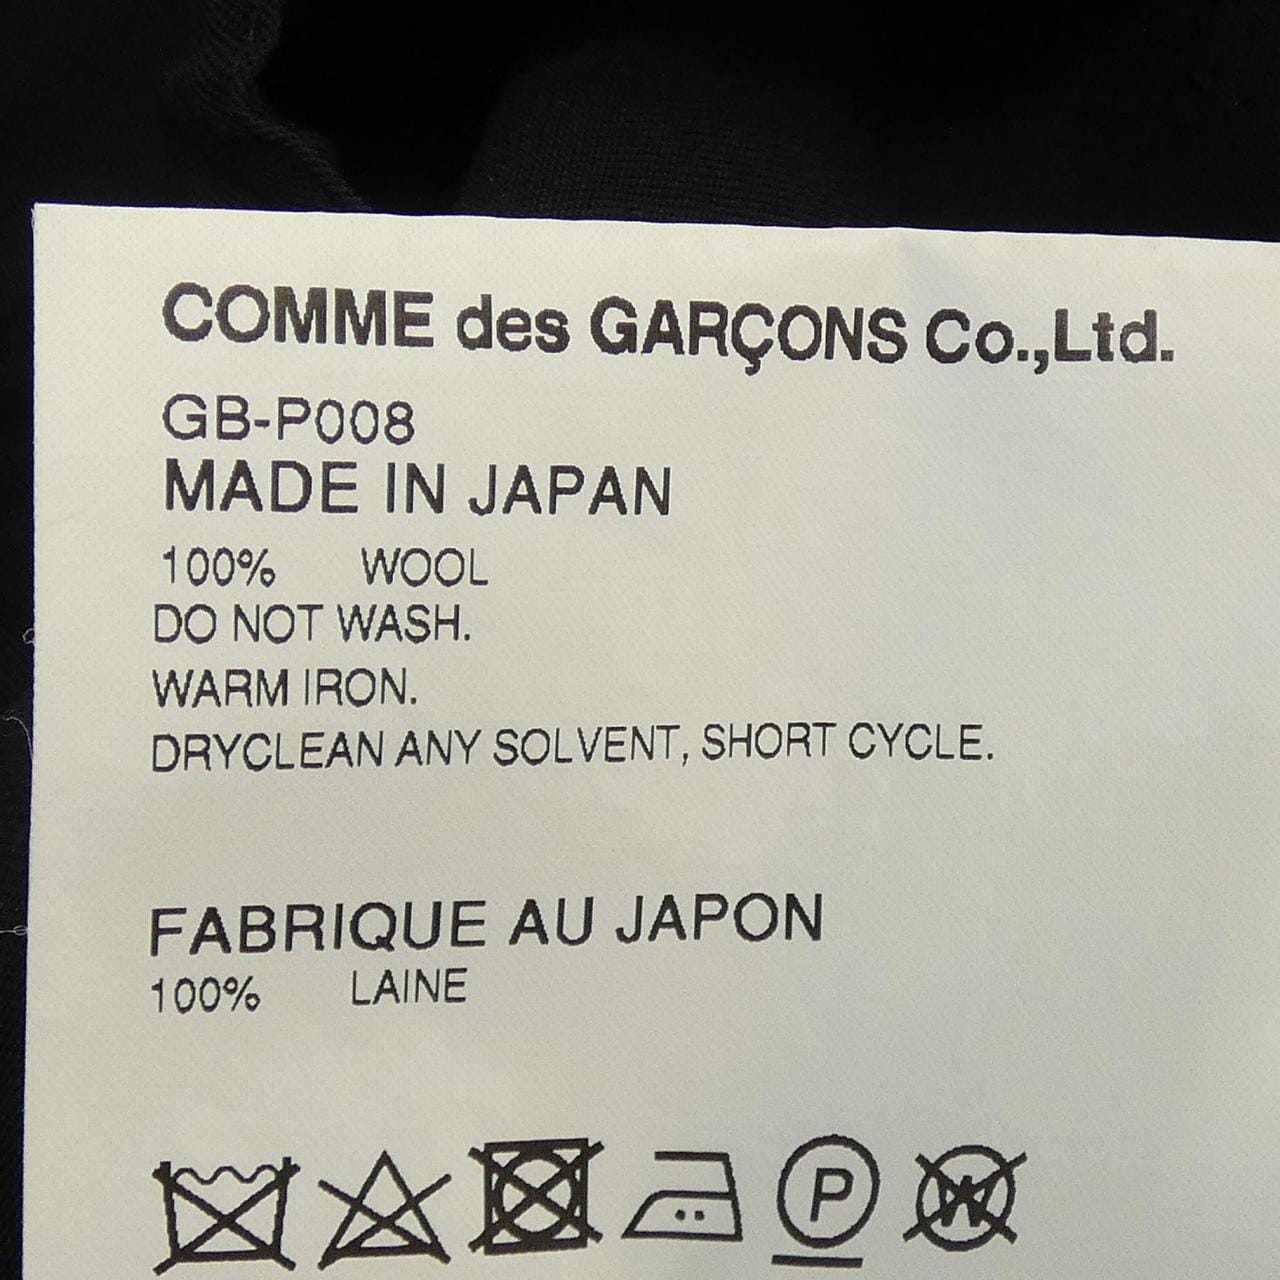 COMME des GARÇONS Co.,Ltd.
GB-P008
MADE IN JAPAN
100% WOOL
DO NOT WASH.
WARM IRON.
DRYCLEAN ANY SOLVENT, SHORT CYCLE.
FABRIQUE AU JAPON
100% LAINE
P W